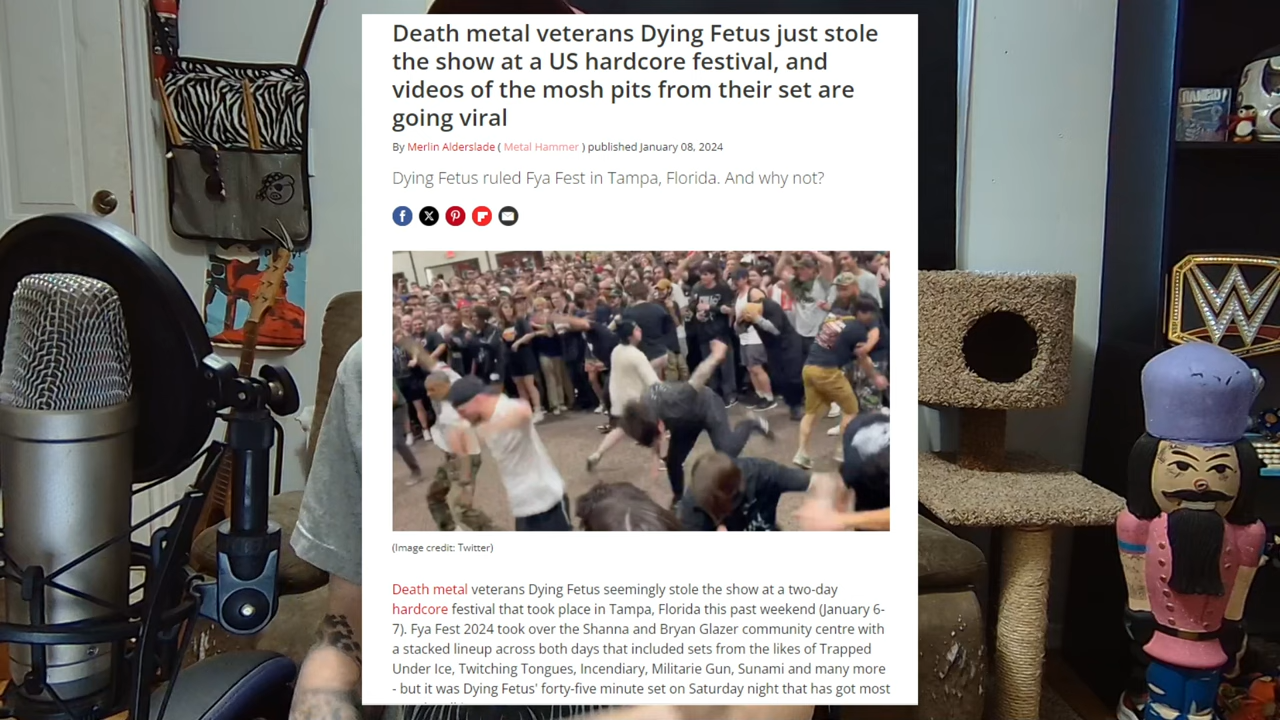 Death metal veterans Dying Fetus just stole
the show at a US hardcore festival, and
videos of the mosh pits from their set are
going viral
By Merlin Alderslade ( Metal Hammer ) published January 08, 2024
Dying Fetus ruled Fya Fest in Tampa, Florida. And why not?
(Image credit: Twitter)
Death metal veterans Dying Fetus seemingly stole the show at a two-day
hardcore festival that took place in Tampa, Florida this past weekend (January 6-
7). Fya Fest 2024 took over the Shanna and Bryan Glazer community centre with
a stacked lineup across both days that included sets from the likes of Trapped
Under Ice, Twitching Tongues, Incendiary, Militarie Gun, Sunami and many more
- but it was Dying Fetus' forty-five minute set on Saturday night that has got most
RANCID
W